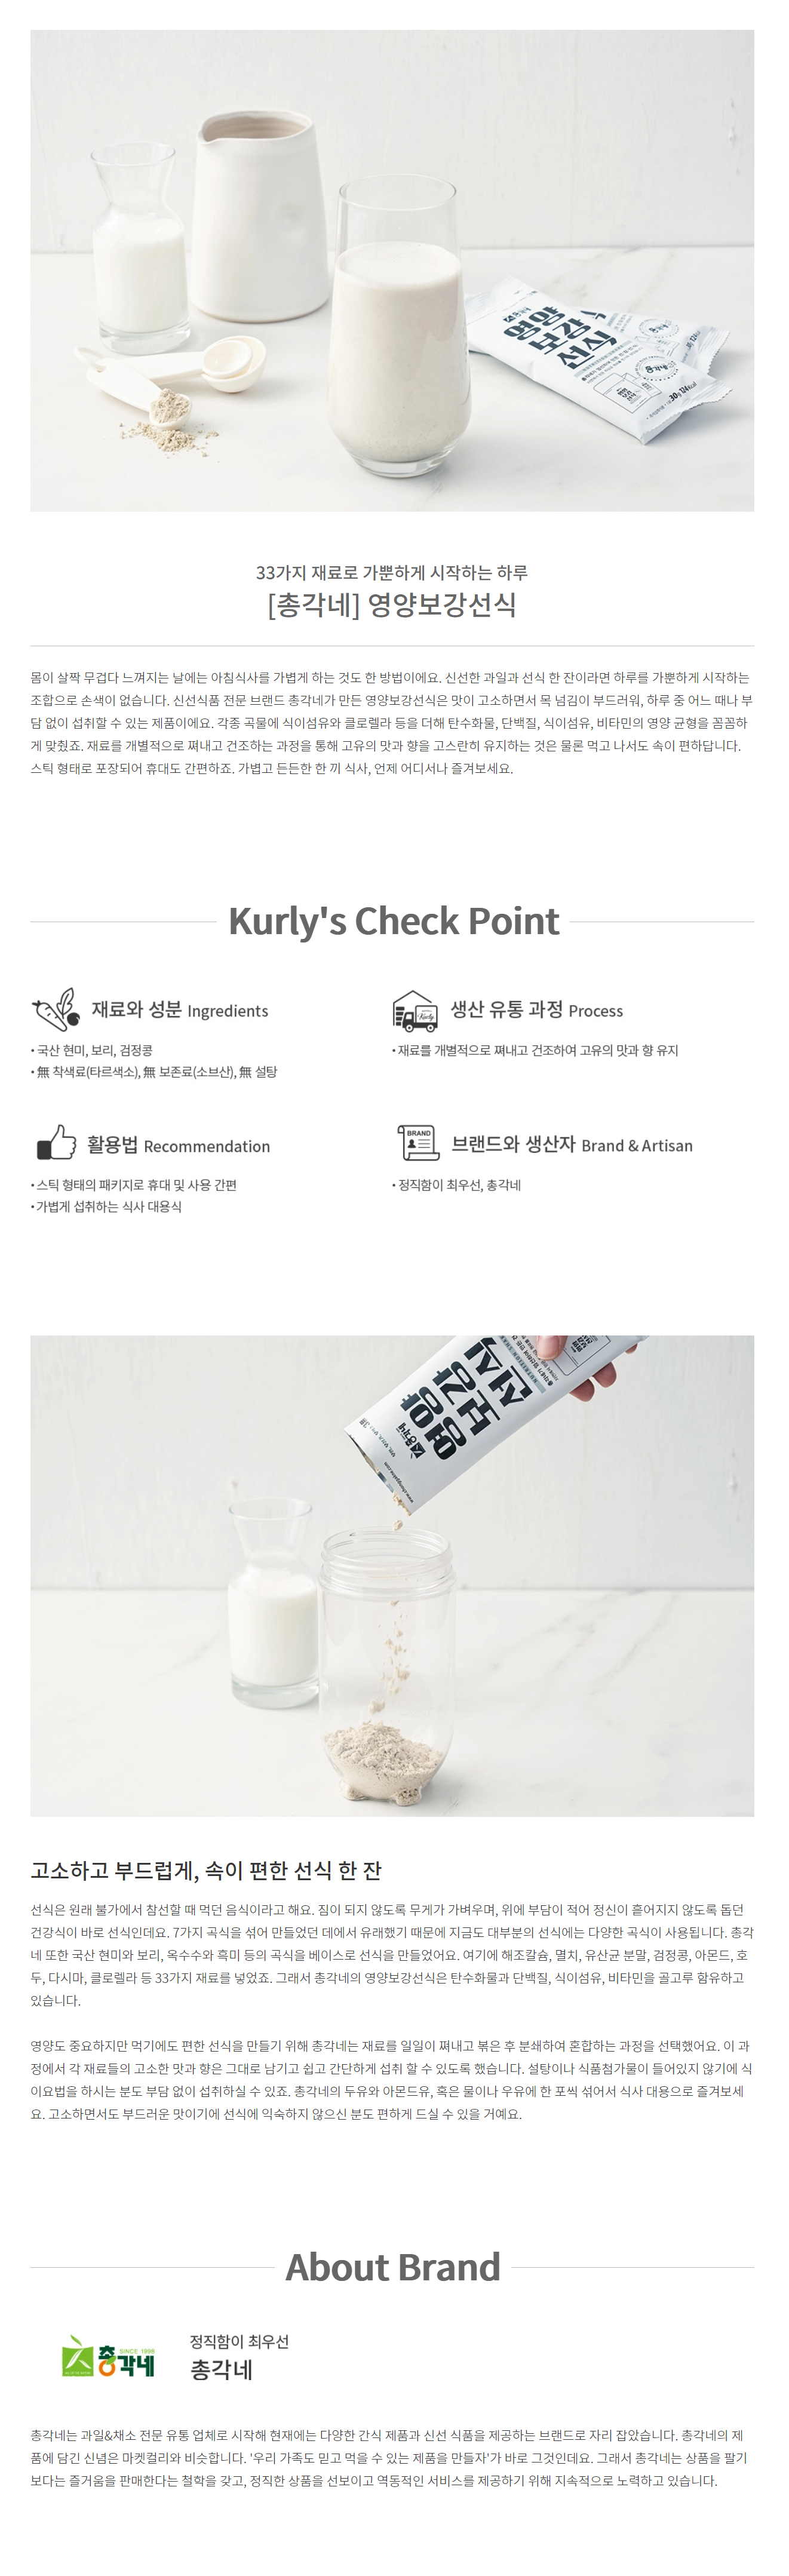 영양
보강
선식
총각네
30g 124kcal
33가지 재료로 가뿐하게 시작하는 하루
[총각네] 영양보강선식
몸이 살짝 무겁다 느껴지는 날에는 아침식사를 가볍게 하는 것도 한 방법이에요. 신선한 과일과 선식 한 잔이라면 하루를 가뿐하게 시작하는
조합으로 손색이 없습니다. 신선식품 전문 브랜드 총각네가 만든 영양보강선식은 맛이 고소하면서 목 넘김이 부드러워, 하루 중 어느 때나 부
담 없이 섭취할 수 있는 제품이에요. 각종 곡물에 식이섬유와 클로렐라 등을 더해 탄수화물, 단백질, 식이섬유, 비타민의 영양 균형을 꼼꼼하
게 맞췄죠. 재료를 개별적으로 쪄내고 건조하는 과정을 통해 고유의 맛과 향을 고스란히 유지하는 것은 물론 먹고 나서도 속이 편하답니다.
스틱 형태로 포장되어 휴대도 간편하죠. 가볍고 든든한 한 끼 식사, 언제 어디서나 즐겨보세요.
Kurly's Check Point
재료와 성분 Ingredients
• 국산 현미, 보리, 검정콩
• 無 착색료(타르색소), 無 보존료(소브산), 無 설탕
Kurly
생산 유통 과정 Process
• 재료를 개별적으로 쪄내고 건조하여 고유의 맛과 향 유지
활용법 Recommendation
• 스틱 형태의 패키지로 휴대 및 사용 간편
• 가볍게 섭취하는 식사 대용식
BRAND
브랜드와 생산자 Brand & Artisan
• 정직함이 최우선, 총각네
영양
보강
선식
총각네
고소하고 부드럽게, 속이 편한 선식 한 잔
선식은 원래 불가에서 참선할 때 먹던 음식이라고 해요. 짐이 되지 않도록 무게가 가벼우며, 위에 부담이 적어 정신이 흩어지지 않도록 돕던
건강식이 바로 선식인데요. 7가지 곡식을 섞어 만들었던 데에서 유래했기 때문에 지금도 대부분의 선식에는 다양한 곡식이 사용됩니다. 총각
네 또한 국산 현미와 보리, 옥수수와 흑미 등의 곡식을 베이스로 선식을 만들었어요. 여기에 해조칼슘, 멸치, 유산균 분말, 검정콩, 아몬드, 호
두, 다시마, 클로렐라 등 33가지 재료를 넣었죠. 그래서 총각네의 영양보강선식은 탄수화물과 단백질, 식이섬유, 비타민을 골고루 함유하고
있습니다.
영양도 중요하지만 먹기에도 편한 선식을 만들기 위해 총각네는 재료를 일일이 쪄내고 볶은 후 분쇄하여 혼합하는 과정을 선택했어요. 이 과
정에서 각 재료들의 고소한 맛과 향은 그대로 남기고 쉽고 간단하게 섭취 할 수 있도록 했습니다. 설탕이나 식품첨가물이 들어있지 않기에 식
이요법을 하시는 분도 부담 없이 섭취하실 수 있죠. 총각네의 두유와 아몬드유, 혹은 물이나 우유에 한 포씩 섞어서 식사 대용으로 즐겨보세
요. 고소하면서도 부드러운 맛이기에 선식에 익숙하지 않으신 분도 편하게 드실 수 있을 거예요.
About Brand
SINCE 1998
총각네
정직함이 최우선
총각네
총각네는 과일&채소 전문 유통 업체로 시작해 현재에는 다양한 간식 제품과 신선 식품을 제공하는 브랜드로 자리 잡았습니다. 총각네의 제
품에 담긴 신념은 마켓컬리와 비슷합니다. '우리 가족도 믿고 먹을 수 있는 제품을 만들자'가 바로 그것인데요. 그래서 총각네는 상품을 팔기
보다는 즐거움을 판매한다는 철학을 갖고, 정직한 상품을 선보이고 역동적인 서비스를 제공하기 위해 지속적으로 노력하고 있습니다.